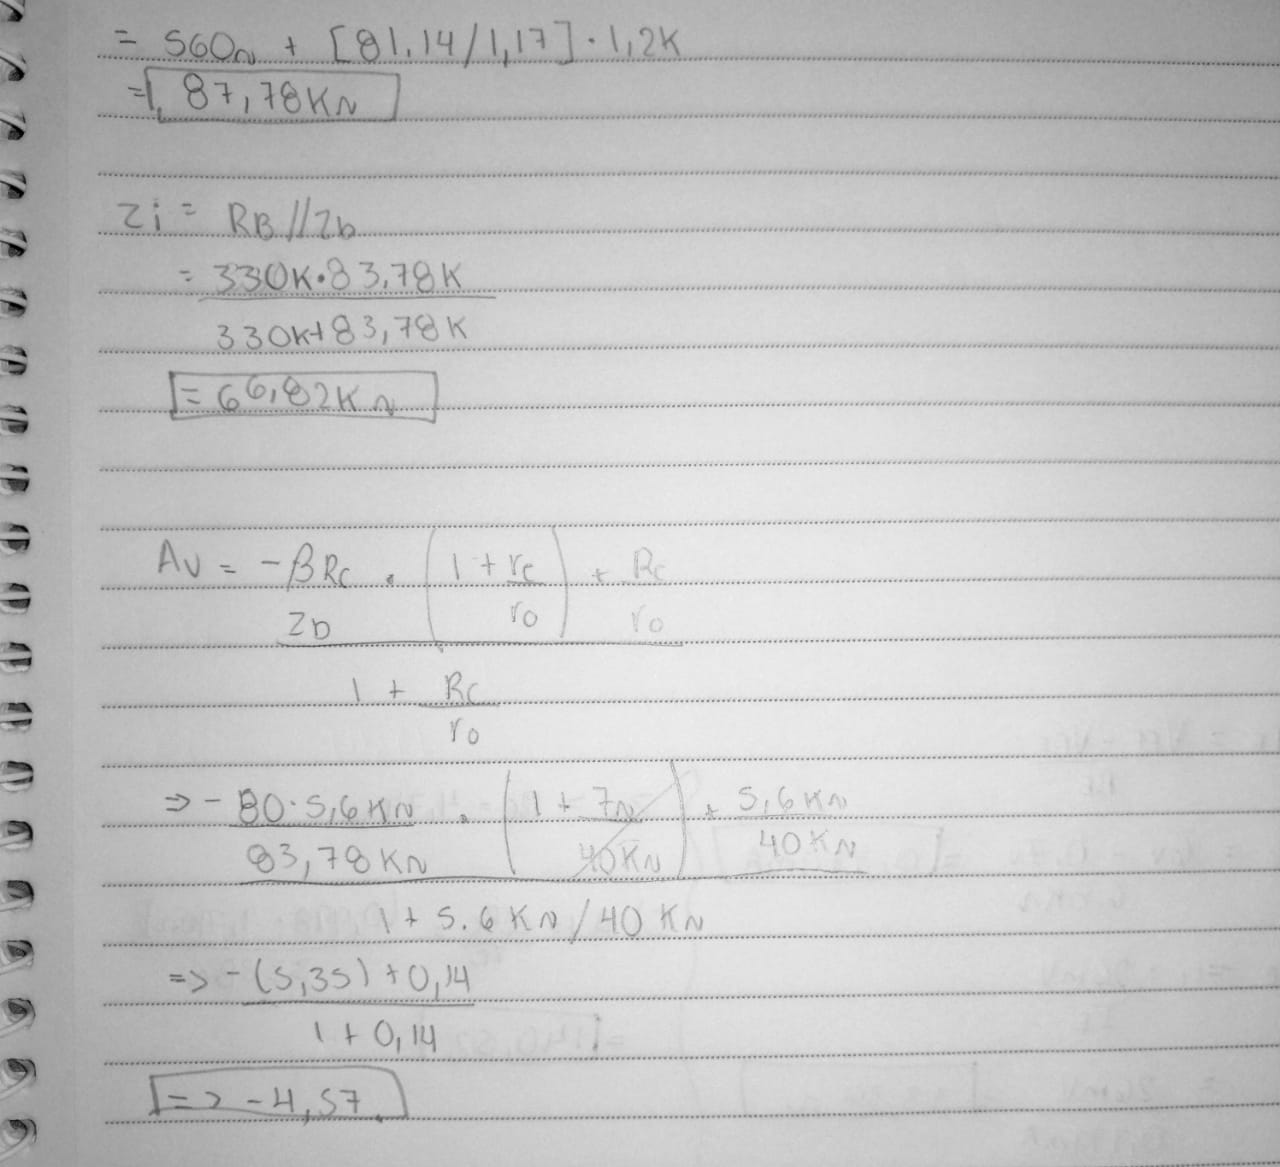 = 560Ω + [81,14/1,17]·1,2K
= 87,78KΩ
Zi = RB//Zb
= 330K·83,78K
330K+83,78K
= 66,82KΩ
Av = -βRc · (1 + rc) + Rc
Zb ro ro
1 + Rc
ro
=> - 80·5,6KΩ · (1 + 7Ω) + 5,6KΩ
83,78KΩ 40KΩ 40KΩ
1 + 5.6KΩ/40KΩ
=> -(5,35)+0,14
1 + 0,14
=> -4,57